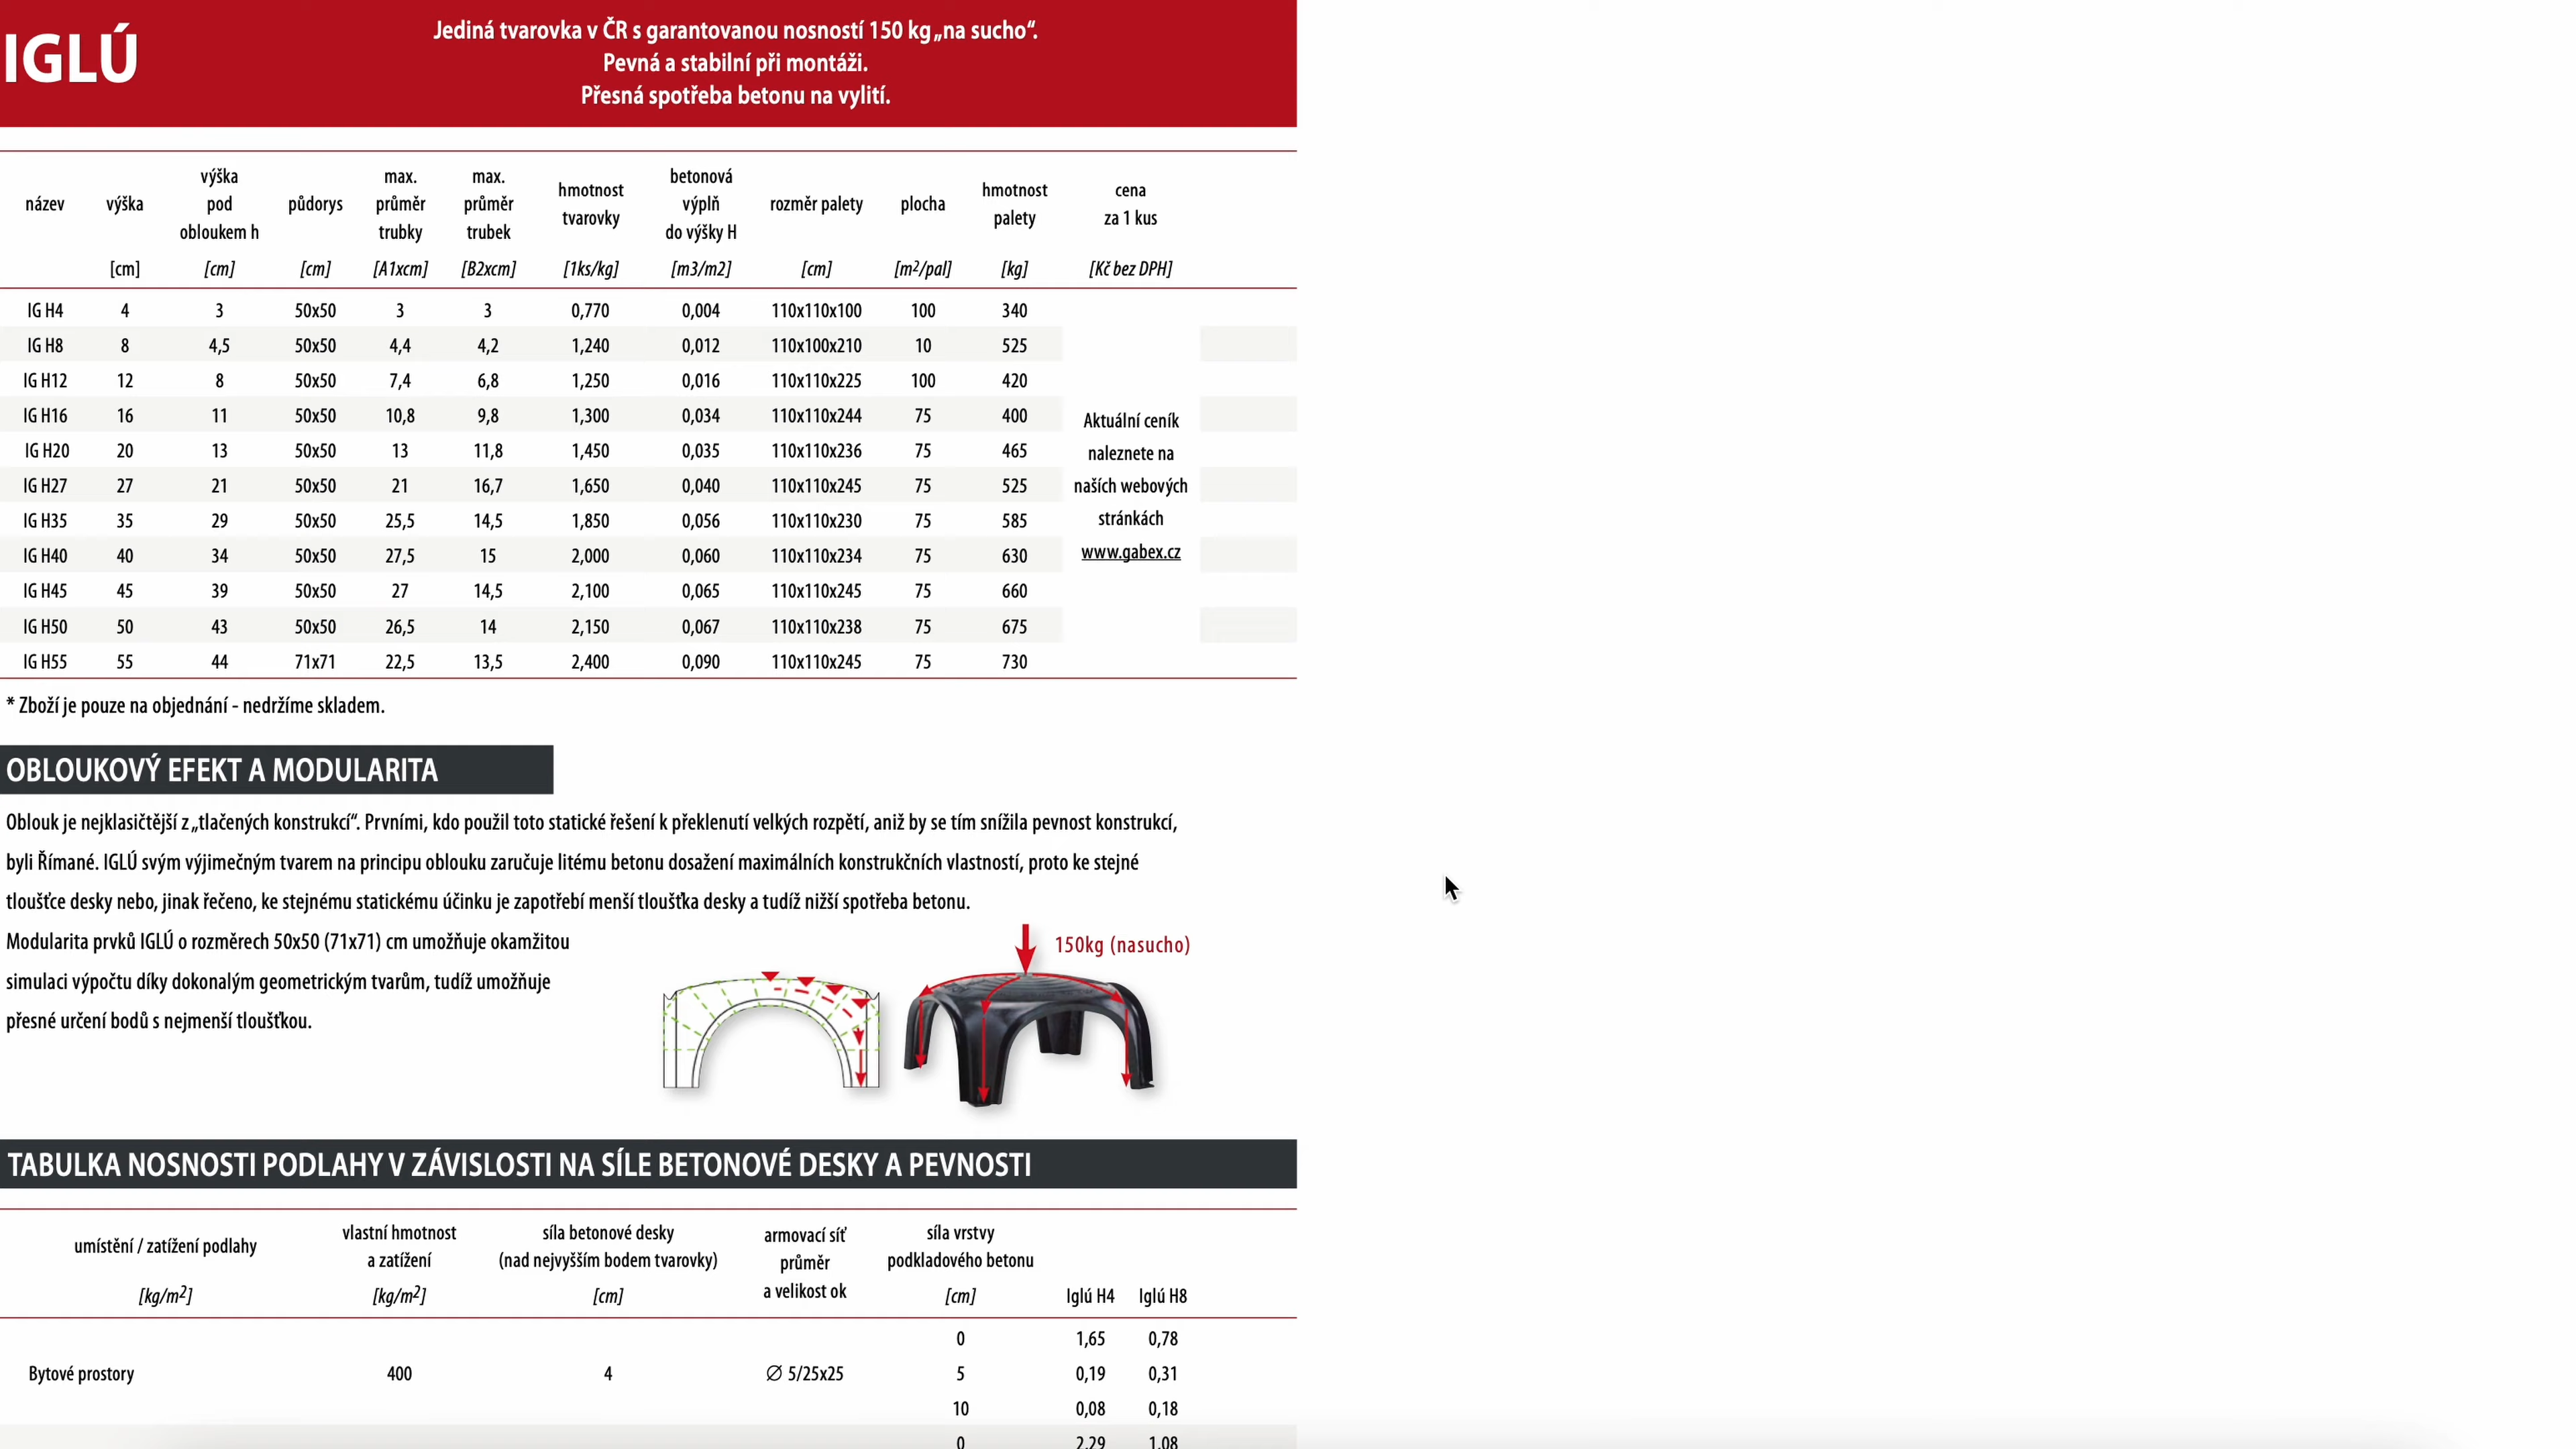 IGLÚ
Jediná tvarovka v ČR s garantovanou nosností 150 kg „na sucho“.
Pevná a stabilní při montáži.
Přesná spotřeba betonu na vylití.
název výška výška pod obloukem h půdorys max. průměr trubky max. průměr trubek hmotnost tvarovky betonová výplň do výšky H rozměr palety plocha hmotnost palety cena za 1 kus
[cm] [cm] [cm] [A1xcm] [B2xcm] [1ks/kg] [m3/m2] [cm] [m²/pal] [kg] [Kč bez DPH]
IG H4 4 3 50x50 3 3 0,770 0,004 110x110x100 100 340
IG H8 8 4,5 50x50 4,4 4,2 1,240 0,012 110x100x210 10 525
IG H12 12 8 50x50 7,4 6,8 1,250 0,016 110x110x225 100 420
IG H16 16 11 50x50 10,8 9,8 1,300 0,034 110x110x244 75 400
IG H20 20 13 50x50 13 11,8 1,450 0,035 110x110x236 75 465
IG H27 27 21 50x50 21 16,7 1,650 0,040 110x110x245 75 525
IG H35 35 29 50x50 25,5 14,5 1,850 0,056 110x110x230 75 585
IG H40 40 34 50x50 27,5 15 2,000 0,060 110x110x234 75 630
IG H45 45 39 50x50 27 14,5 2,100 0,065 110x110x245 75 660
IG H50 50 43 50x50 26,5 14 2,150 0,067 110x110x238 75 675
IG H55 55 44 71x71 22,5 13,5 2,400 0,090 110x110x245 75 730
Aktuální ceník
naleznete na
naších webových
stránkách
www.gabex.cz
* Zboží je pouze na objednání - nedržíme skladem.
OBLOUKOVÝ EFEKT A MODULARITA
Oblouk je nejklasičtější z „tlačených konstrukcí“. Prvními, kdo použil toto statické řešení k překlenutí velkých rozpětí, aniž by se tím snížila pevnost konstrukcí,
byli Římané. IGLÚ svým výjimečným tvarem na principu oblouku zaručuje litému betonu dosažení maximálních konstrukčních vlastností, proto ke stejné
tloušťce desky nebo, jinak řečeno, ke stejnému statickému účinku je zapotřebí menší tloušťka desky a tudíž nižší spotřeba betonu.
Modularita prvků IGLÚ o rozměrech 50x50 (71x71) cm umožňuje okamžitou
simulaci výpočtu díky dokonalým geometrickým tvarům, tudíž umožňuje
přesné určení bodů s nejmenší tloušťkou.
150kg (nasucho)
TABULKA NOSNOSTI PODLAHY V ZÁVISLOSTI NA SÍLE BETONOVÉ DESKY A PEVNOSTI
umístění / zatížení podlahy vlastní hmotnost a zatížení síla betonové desky (nad nejvyšším bodem tvarovky) armovací síť průměr a velikost ok síla vrstvy podkladového betonu
[kg/m²] [kg/m²] [cm] [cm] Iglú H4 Iglú H8
0 1,65 0,78
Bytové prostory 400 4 ∅ 5/25x25 5 0,19 0,31
10 0,08 0,18
0 2,29 1,08